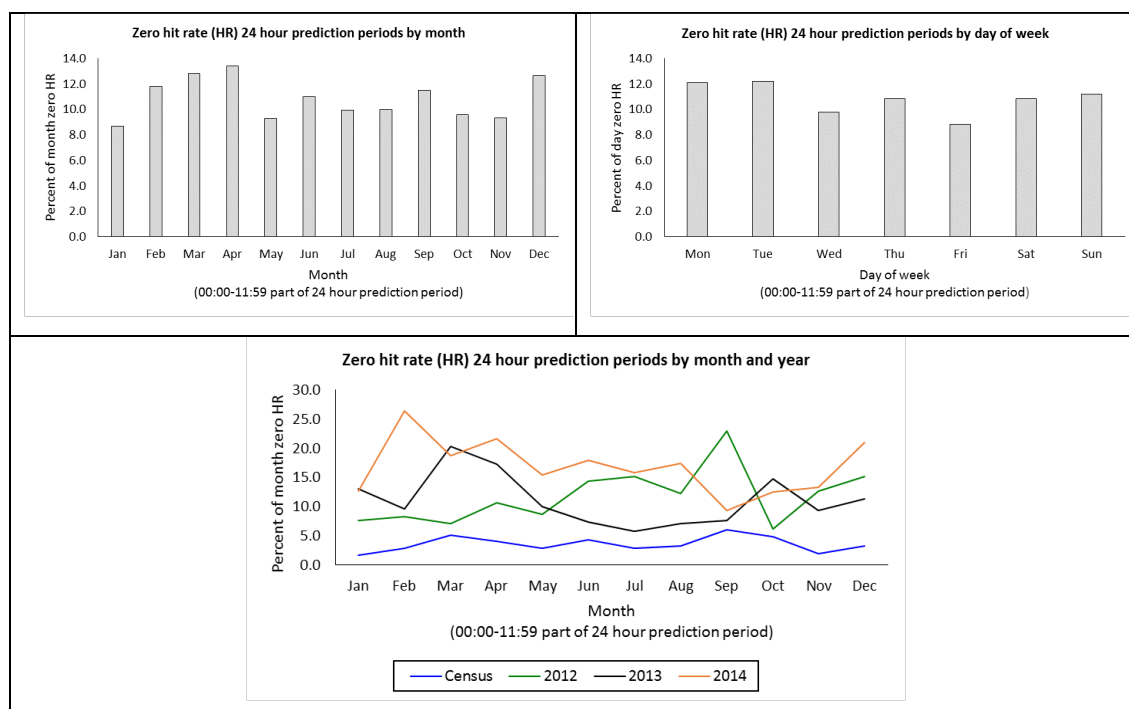 Zero hit rate (HR) 24 hour prediction periods by month
Percent of month zero HR
14.0
12.0
10.0
8.0
6.0
4.0
2.0
0.0
Jan Feb Mar Apr May Jun Jul Aug Sep Oct Nov Dec
Month
(00:00-11:59 part of 24 hour prediction period)
Zero hit rate (HR) 24 hour prediction periods by day of week
Percent of day zero HR
14.0
12.0
10.0
8.0
6.0
4.0
2.0
0.0
Mon Tue Wed Thu Fri Sat Sun
Day of week
(00:00-11:59 part of 24 hour prediction period)
Zero hit rate (HR) 24 hour prediction periods by month and year
Percent of month zero HR
30.0
25.0
20.0
15.0
10.0
5.0
0.0
Jan Feb Mar Apr May Jun Jul Aug Sep Oct Nov Dec
Month
(00:00-11:59 part of 24 hour prediction period)
Census 2012 2013 2014